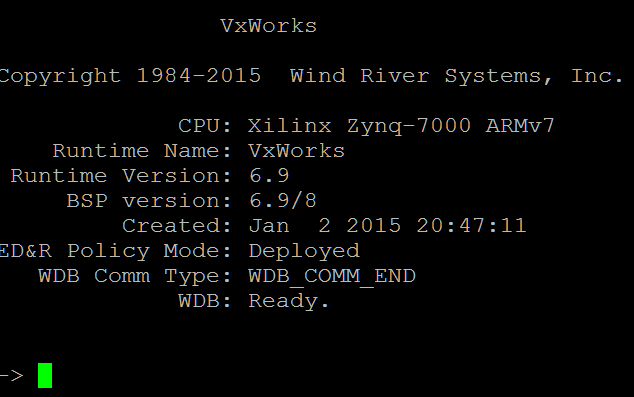 VxWorks
Copyright 1984-2015  Wind River Systems, Inc.
CPU: Xilinx Zynq-7000 ARMv7
Runtime Name: VxWorks
Runtime Version: 6.9
BSP version: 6.9/8
Created: Jan  2 2015 20:47:11
ED&R Policy Mode: Deployed
WDB Comm Type: WDB_COMM_END
WDB: Ready.
->